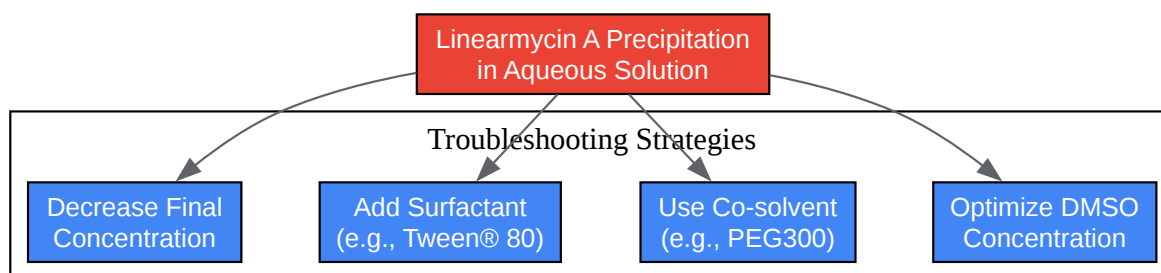 Linearmycin A Precipitation
in Aqueous Solution
Troubleshooting Strategies
Decrease Final
Concentration
Add Surfactant
(e.g., Tween® 80)
Use Co-solvent
(e.g., PEG300)
Optimize DMSO
Concentration